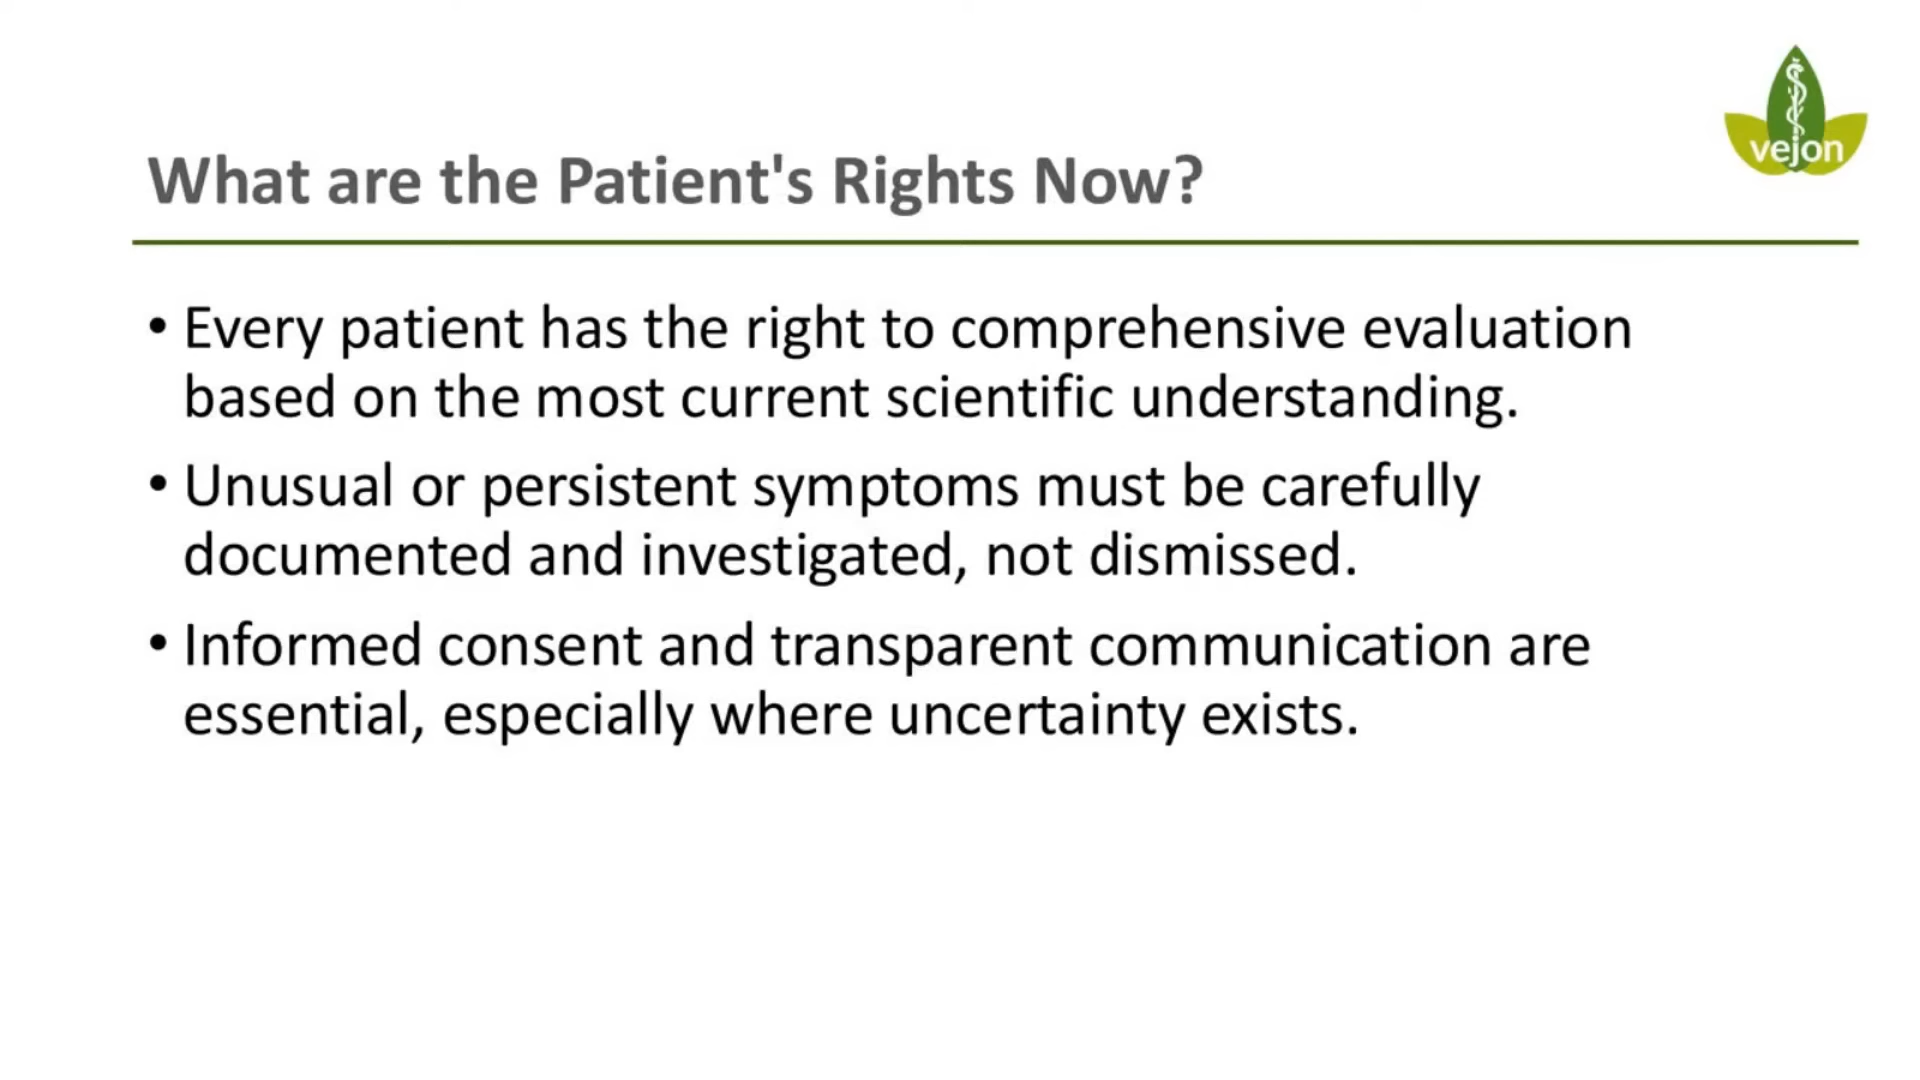 vejon
What are the Patient's Rights Now?
• Every patient has the right to comprehensive evaluation
based on the most current scientific understanding.
• Unusual or persistent symptoms must be carefully
documented and investigated, not dismissed.
• Informed consent and transparent communication are
essential, especially where uncertainty exists.